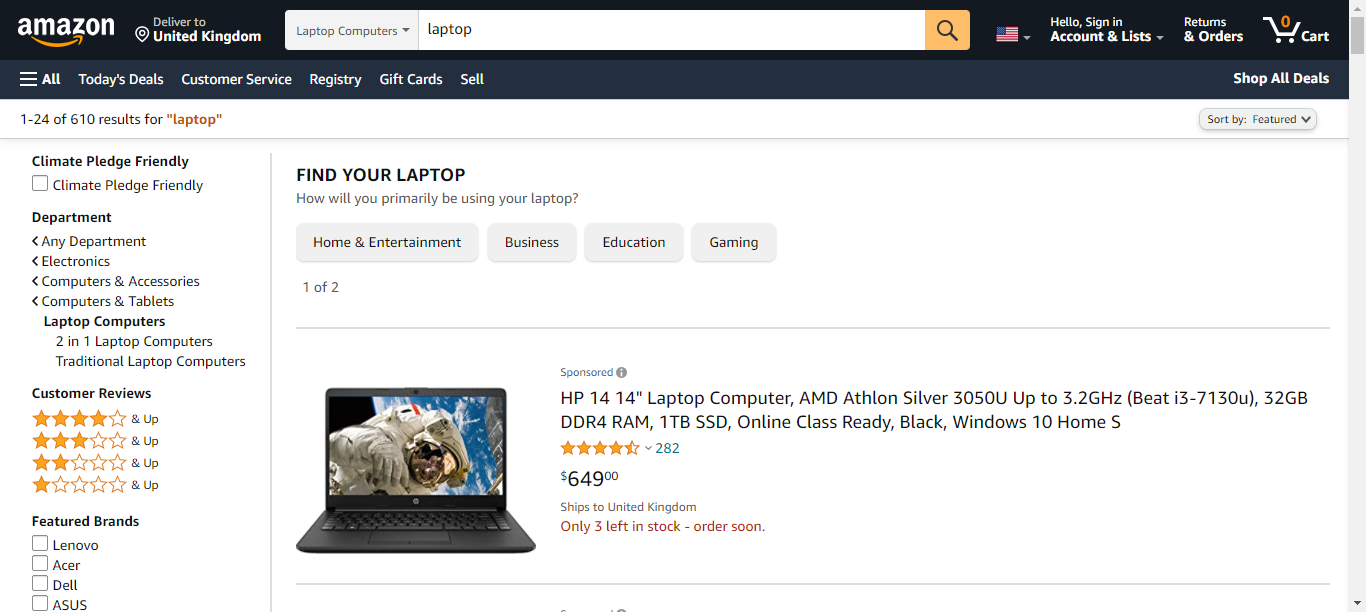 amazon
Deliver to
United Kingdom
Laptop Computers
laptop
Hello, Sign in
Account & Lists
Returns
& Orders
0
Cart
All
Today's Deals
Customer Service
Registry
Gift Cards
Sell
Shop All Deals
1-24 of 610 results for "laptop"
Sort by: Featured
Climate Pledge Friendly
Climate Pledge Friendly
Department
Any Department
Electronics
Computers & Accessories
Computers & Tablets
Laptop Computers
2 in 1 Laptop Computers
Traditional Laptop Computers
Customer Reviews
& Up
& Up
& Up
& Up
Featured Brands
Lenovo
Acer
Dell
ASUS
FIND YOUR LAPTOP
How will you primarily be using your laptop?
Home & Entertainment
Business
Education
Gaming
1 of 2
Sponsored
HP 14 14" Laptop Computer, AMD Athlon Silver 3050U Up to 3.2GHz (Beat i3-7130u), 32GB
DDR4 RAM, 1TB SSD, Online Class Ready, Black, Windows 10 Home S
282
$64900
Ships to United Kingdom
Only 3 left in stock - order soon.